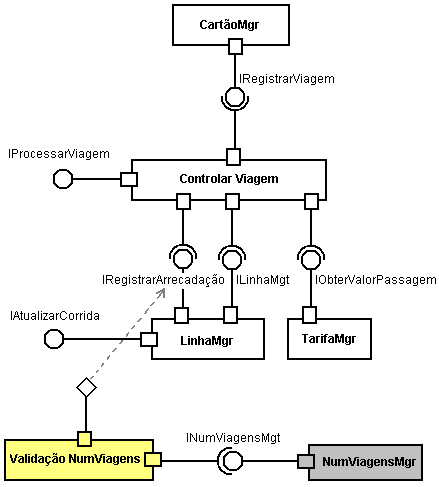 CartãoMgr
IRegistrarViagem
IProcessarViagem
Controlar Viagem
IRegistrarArrecadação
ILinhaMgt
IObterValorPassagem
IAtualizarCorrida
LinhaMgr
TarifaMgr
INumViagensMgt
Validação NumViagens
NumViagensMgr